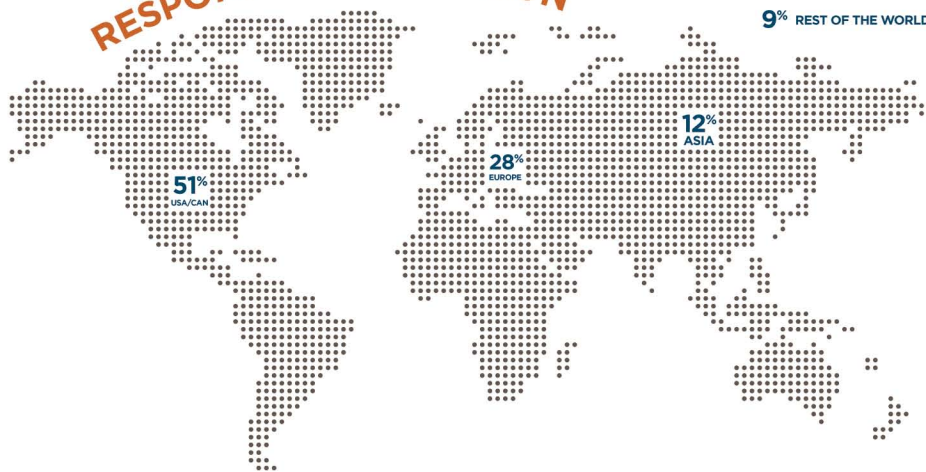 9% REST OF THE WORLD
12%
ASIA
28%
EUROPE
51%
USA/CAN